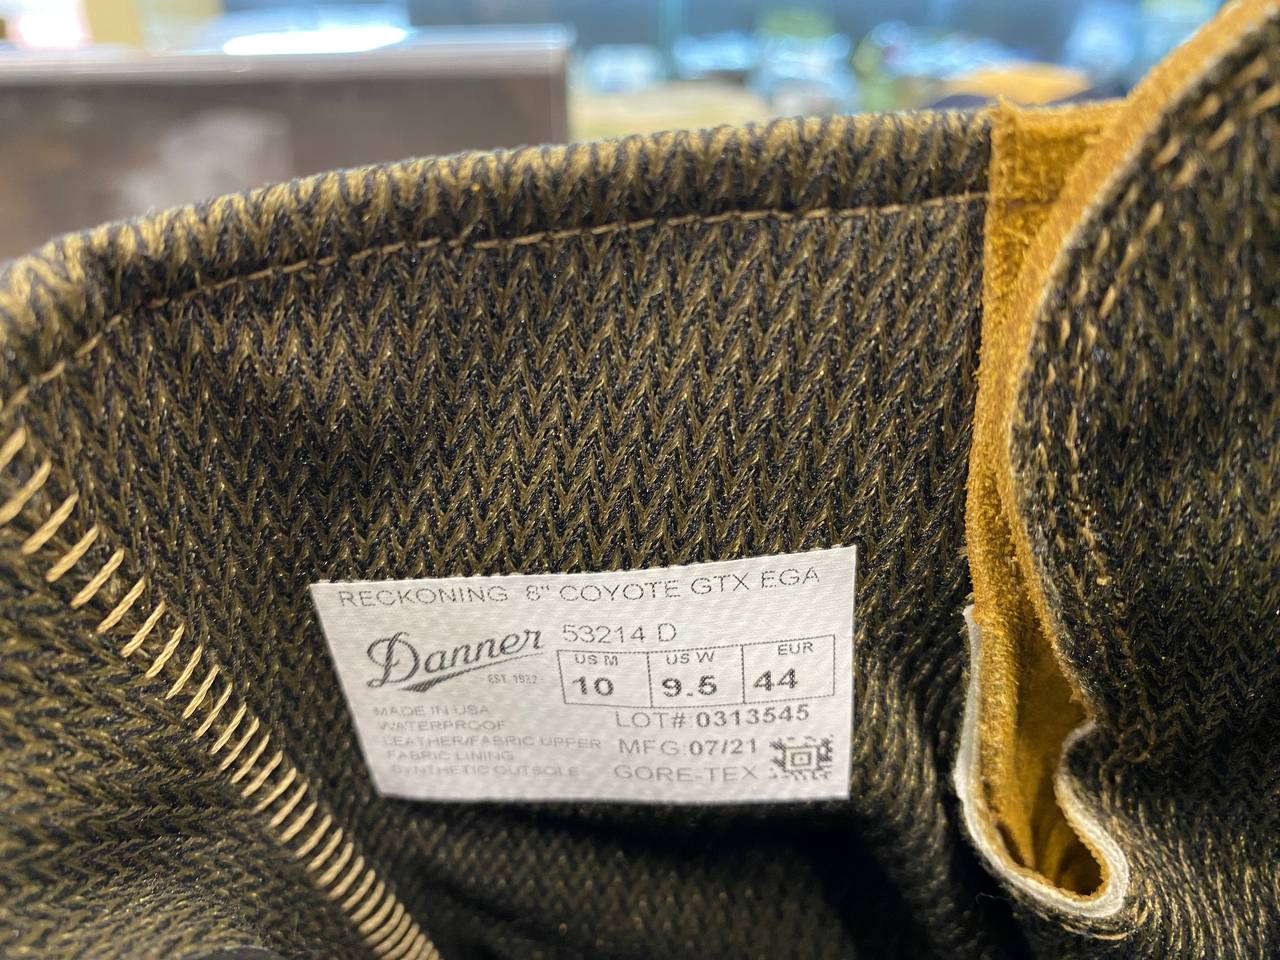 RECKONING 8" COYOTE GTX EGA
Danner
EST. 1932
53214 D
US M
10
US W
9.5
EUR
44
MADE IN USA
WATERPROOF
LEATHER/FABRIC UPPER
FABRIC LINING
SYNTHETIC OUTSOLE
LOT# 0313545
MFG:07/21
GORE-TEX